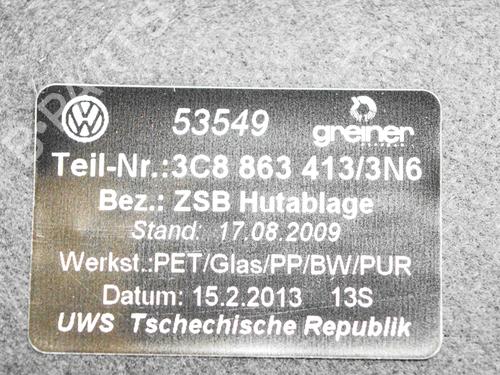 53549 greiner
Teil-Nr.:3C8 863 413/3N6
Bez.: ZSB Hutablage
Stand: 17.08.2009
Werkst.:PET/Glas/PP/BW/PUR
Datum: 15.2.2013 13S
UWS Tschechische Republik